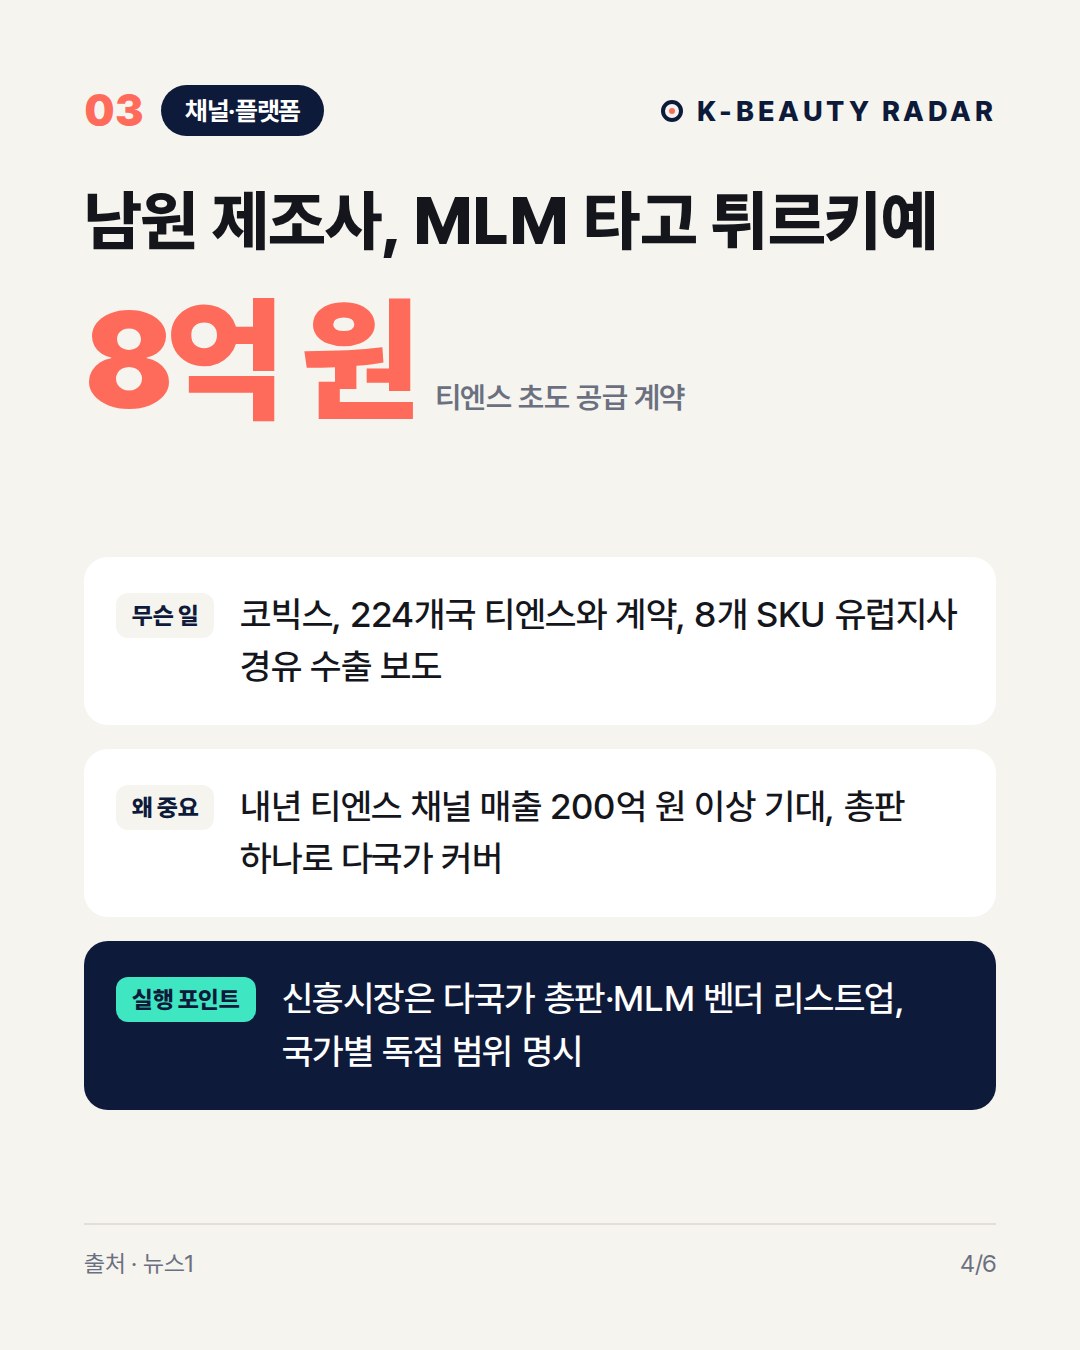 03 채널·플랫폼
K-BEAUTY RADAR
남원 제조사, MLM 타고 튀르키예
8억 원 티엔스 초도 공급 계약
무슨 일
코빅스, 224개국 티엔스와 계약, 8개 SKU 유럽지사
경유 수출 보도
왜 중요
내년 티엔스 채널 매출 200억 원 이상 기대, 총판
하나로 다국가 커버
실행 포인트
신흥시장은 다국가 총판·MLM 벤더 리스트업,
국가별 독점 범위 명시
출처 · 뉴스1
4/6